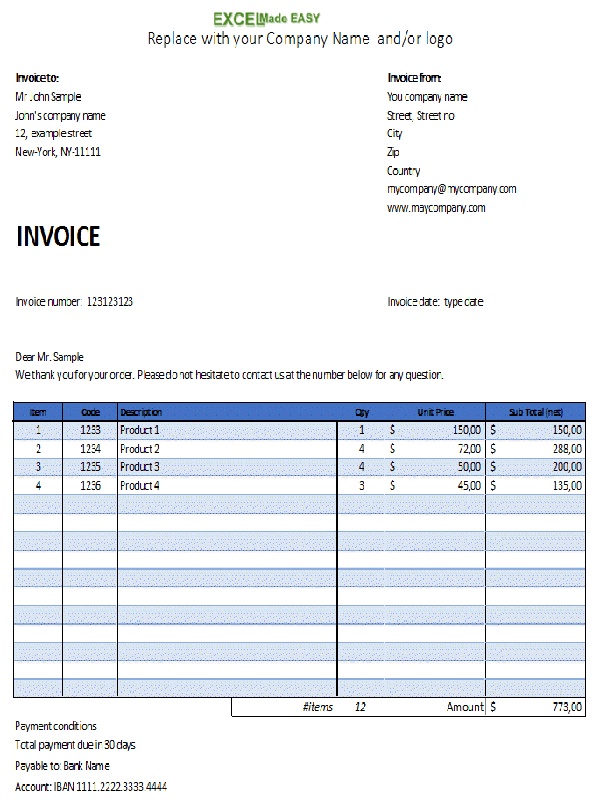 EXCEL Made EASY
Replace with your Company Name and/or logo
Invoice to:
Mr John Sample
John's company name
12, example street
New-York, NY-11111
Invoice from:
You company name
Street, Street no
City
Zip
Country
mycompany@mycompany.com
www.maycompany.com
INVOICE
Invoice number: 123123123
Invoice date: type date
Dear Mr. Sample
We thank you for your order. Please do not hesitate to contact us at the number below for any question.
Item Code Description Qty Unit Price Sub Total (net)
1 1233 Product 1 1 $ 150,00 $ 150,00
2 1234 Product 2 4 $ 72,00 $ 288,00
3 1235 Product 3 4 $ 50,00 $ 200,00
4 1236 Product 4 3 $ 45,00 $ 135,00
#items 12 Amount $ 773,00
Payment conditions
Total payment due in 30 days
Payable to: Bank Name
Account: IBAN 1111.2222.3333.4444